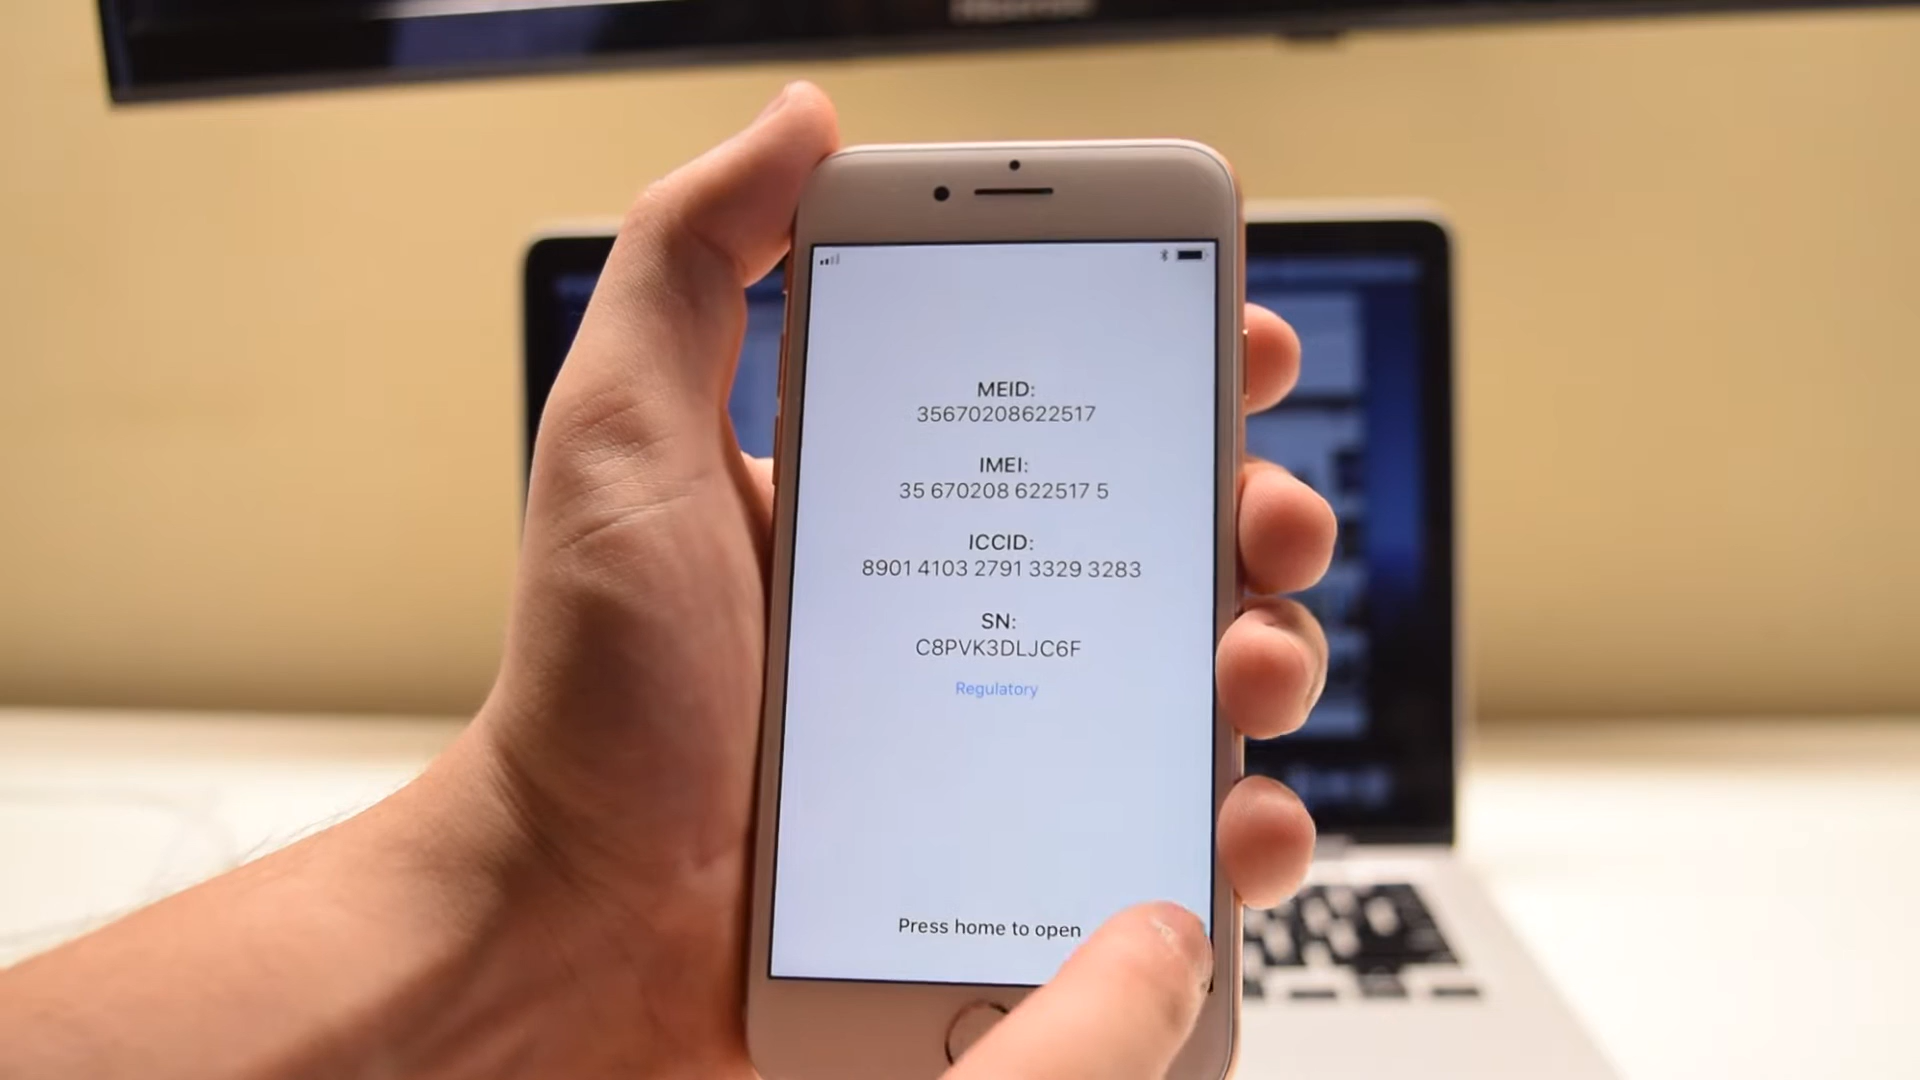 MEID:
35670208622517
IMEI:
35 670208 622517 5
ICCID:
8901 4103 2791 3329 3283
SN:
C8PVK3DLJC6F
Regulatory
Press home to open